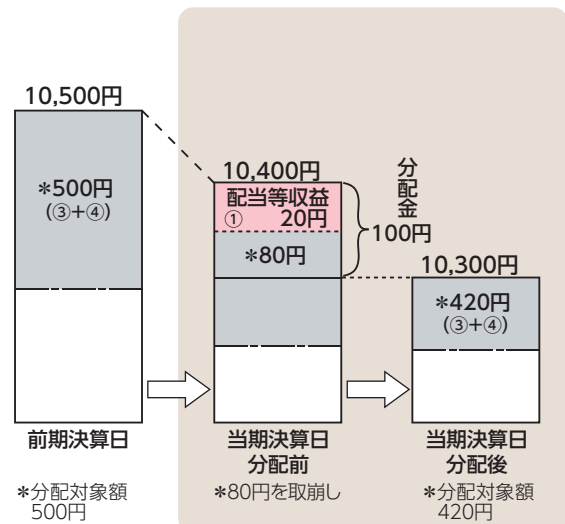 10,500円
*500円
(③+④)
前期決算日
*分配対象額
500円
10,400円
配当等収益
① 20円
*80円
分配金
100円
当期決算日
分配前
*80円を取崩し
10,300円
*420円
(③+④)
当期決算日
分配後
*分配対象額
420円